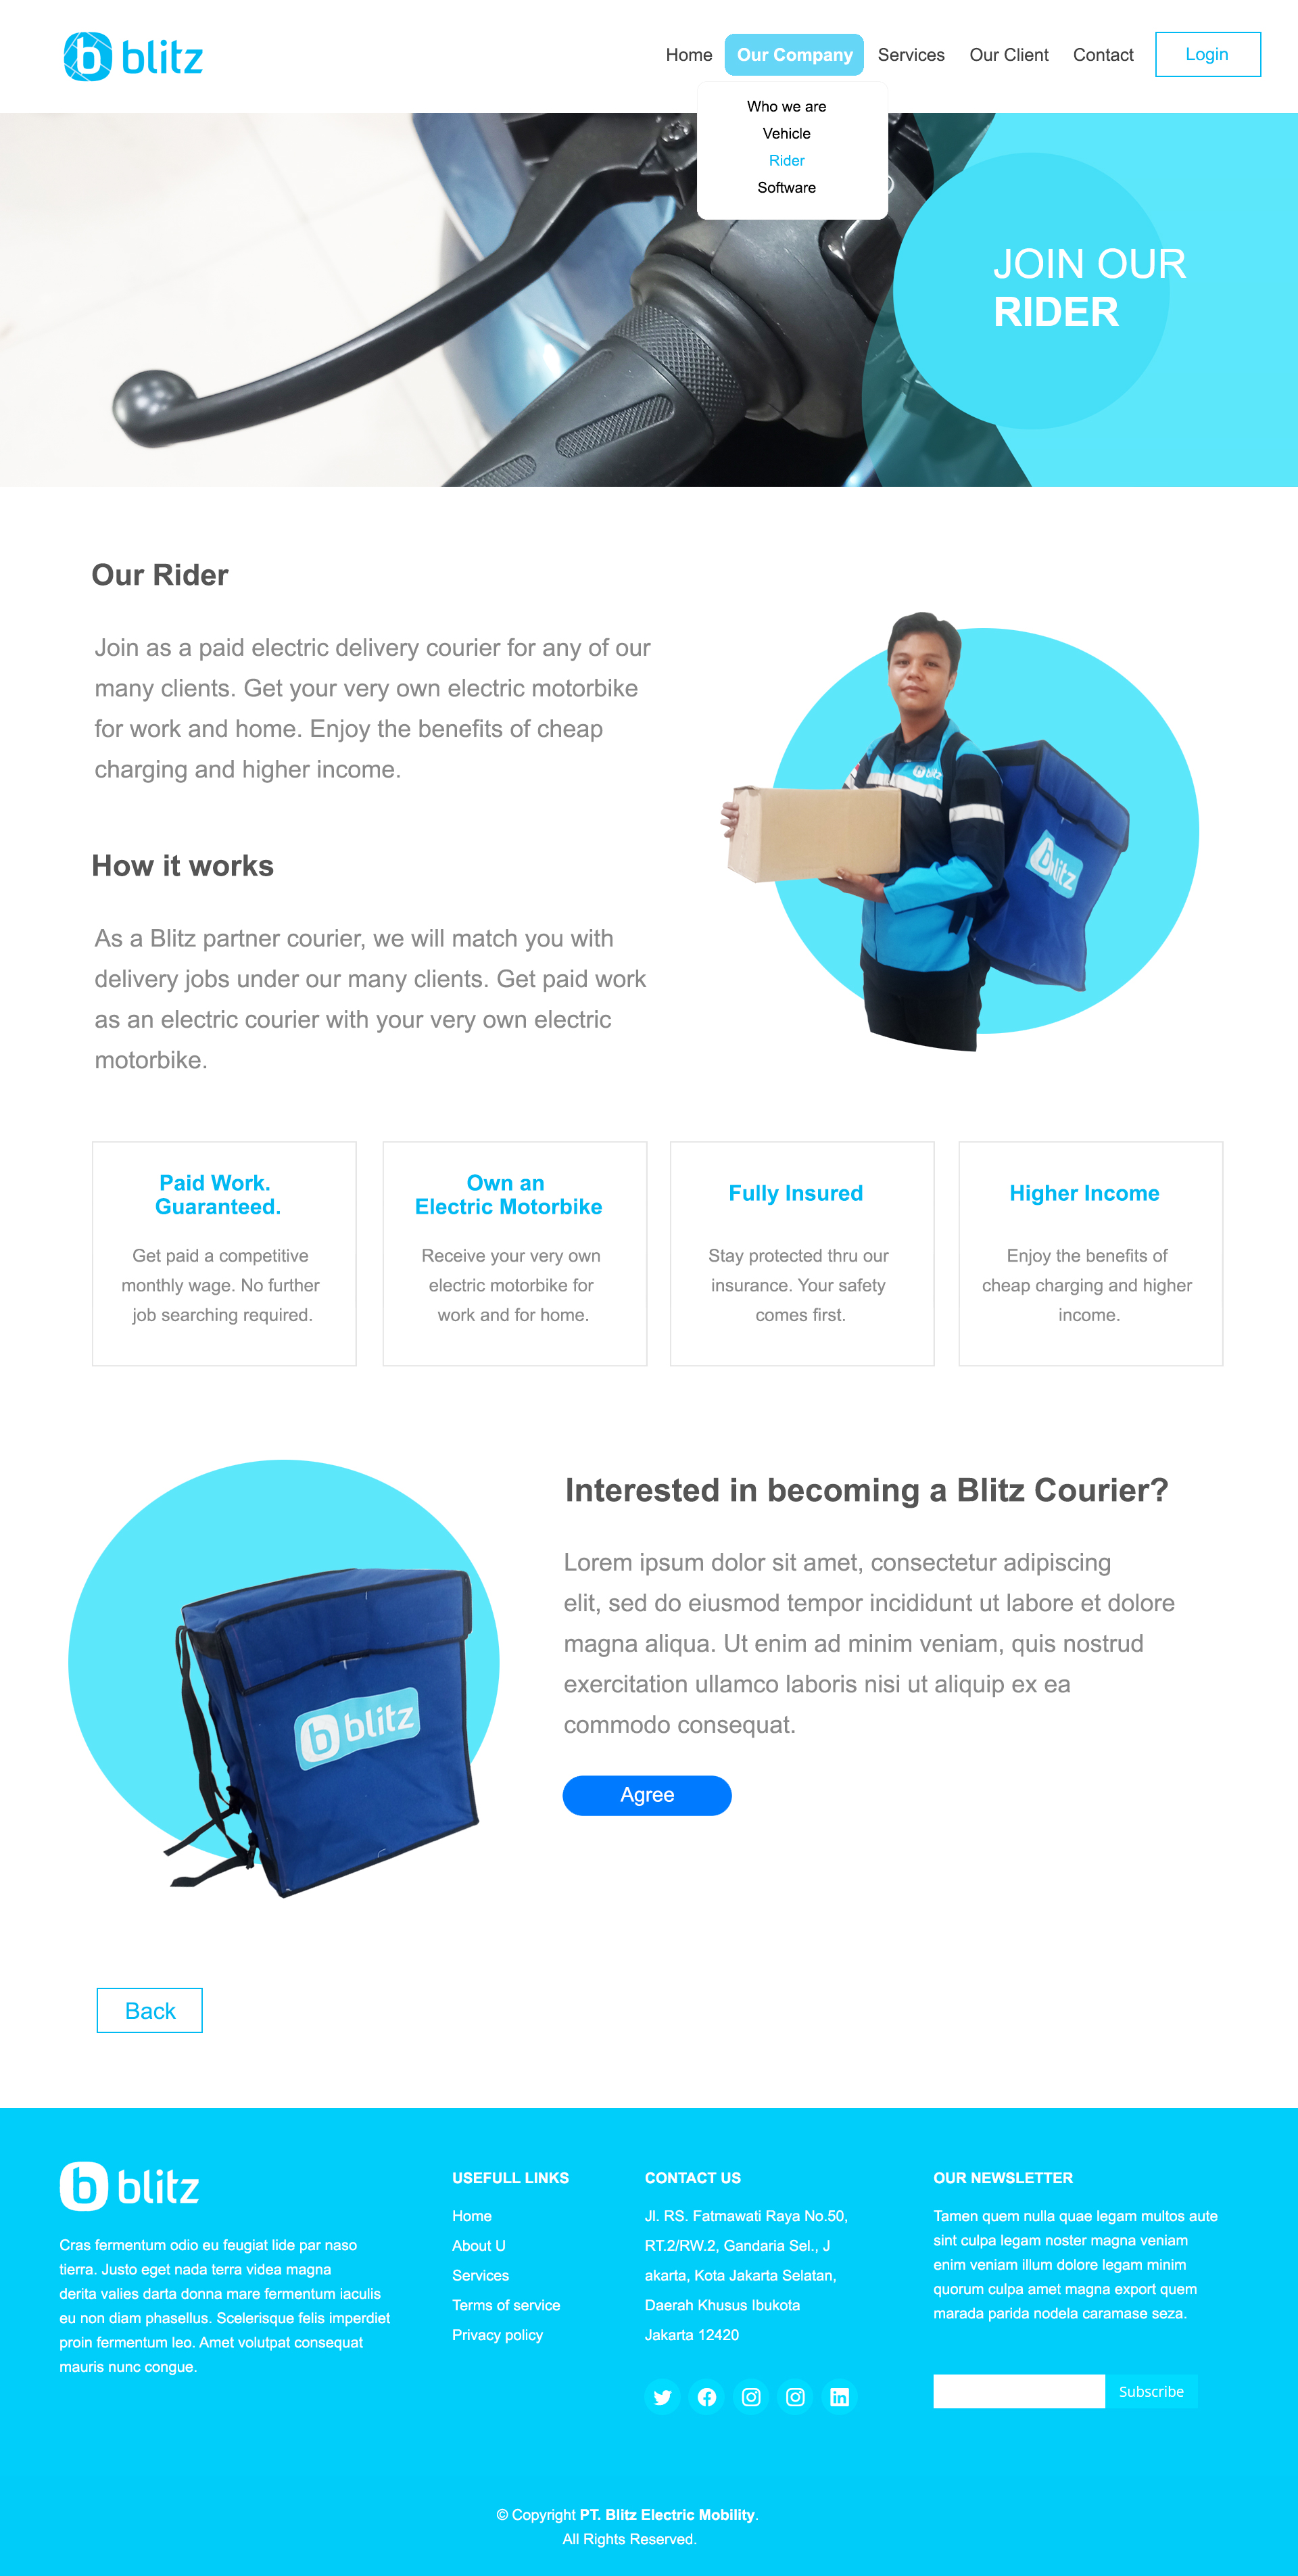 blitz
Home
Our Company
Services
Our Client
Contact
Login
Who we are
Vehicle
Rider
Software
JOIN OUR
RIDER
Our Rider
Join as a paid electric delivery courier for any of our
many clients. Get your very own electric motorbike
for work and home. Enjoy the benefits of cheap
charging and higher income.
How it works
As a Blitz partner courier, we will match you with
delivery jobs under our many clients. Get paid work
as an electric courier with your very own electric
motorbike.
blitz
blitz
Paid Work.
Guaranteed.
Get paid a competitive
monthly wage. No further
job searching required.
Own an
Electric Motorbike
Receive your very own
electric motorbike for
work and for home.
Fully Insured
Stay protected thru our
insurance. Your safety
comes first.
Higher Income
Enjoy the benefits of
cheap charging and higher
income.
blitz
Interested in becoming a Blitz Courier?
Lorem ipsum dolor sit amet, consectetur adipiscing
elit, sed do eiusmod tempor incididunt ut labore et dolore
magna aliqua. Ut enim ad minim veniam, quis nostrud
exercitation ullamco laboris nisi ut aliquip ex ea
commodo consequat.
Agree
Back
blitz
Cras fermentum odio eu feugiat lide par naso
tierra. Justo eget nada terra videa magna
derita valies darta donna mare fermentum iaculis
eu non diam phasellus. Scelerisque felis imperdiet
proin fermentum leo. Amet volutpat consequat
mauris nunc congue.
USEFULL LINKS
Home
About U
Services
Terms of service
Privacy policy
CONTACT US
Jl. RS. Fatmawati Raya No.50,
RT.2/RW.2, Gandaria Sel., J
akarta, Kota Jakarta Selatan,
Daerah Khusus Ibukota
Jakarta 12420
OUR NEWSLETTER
Tamen quem nulla quae legam multos aute
sint culpa legam noster magna veniam
enim veniam illum dolore legam minim
quorum culpa amet magna export quem
marada parida nodela caramase seza.
Subscribe
© Copyright PT. Blitz Electric Mobility.
All Rights Reserved.